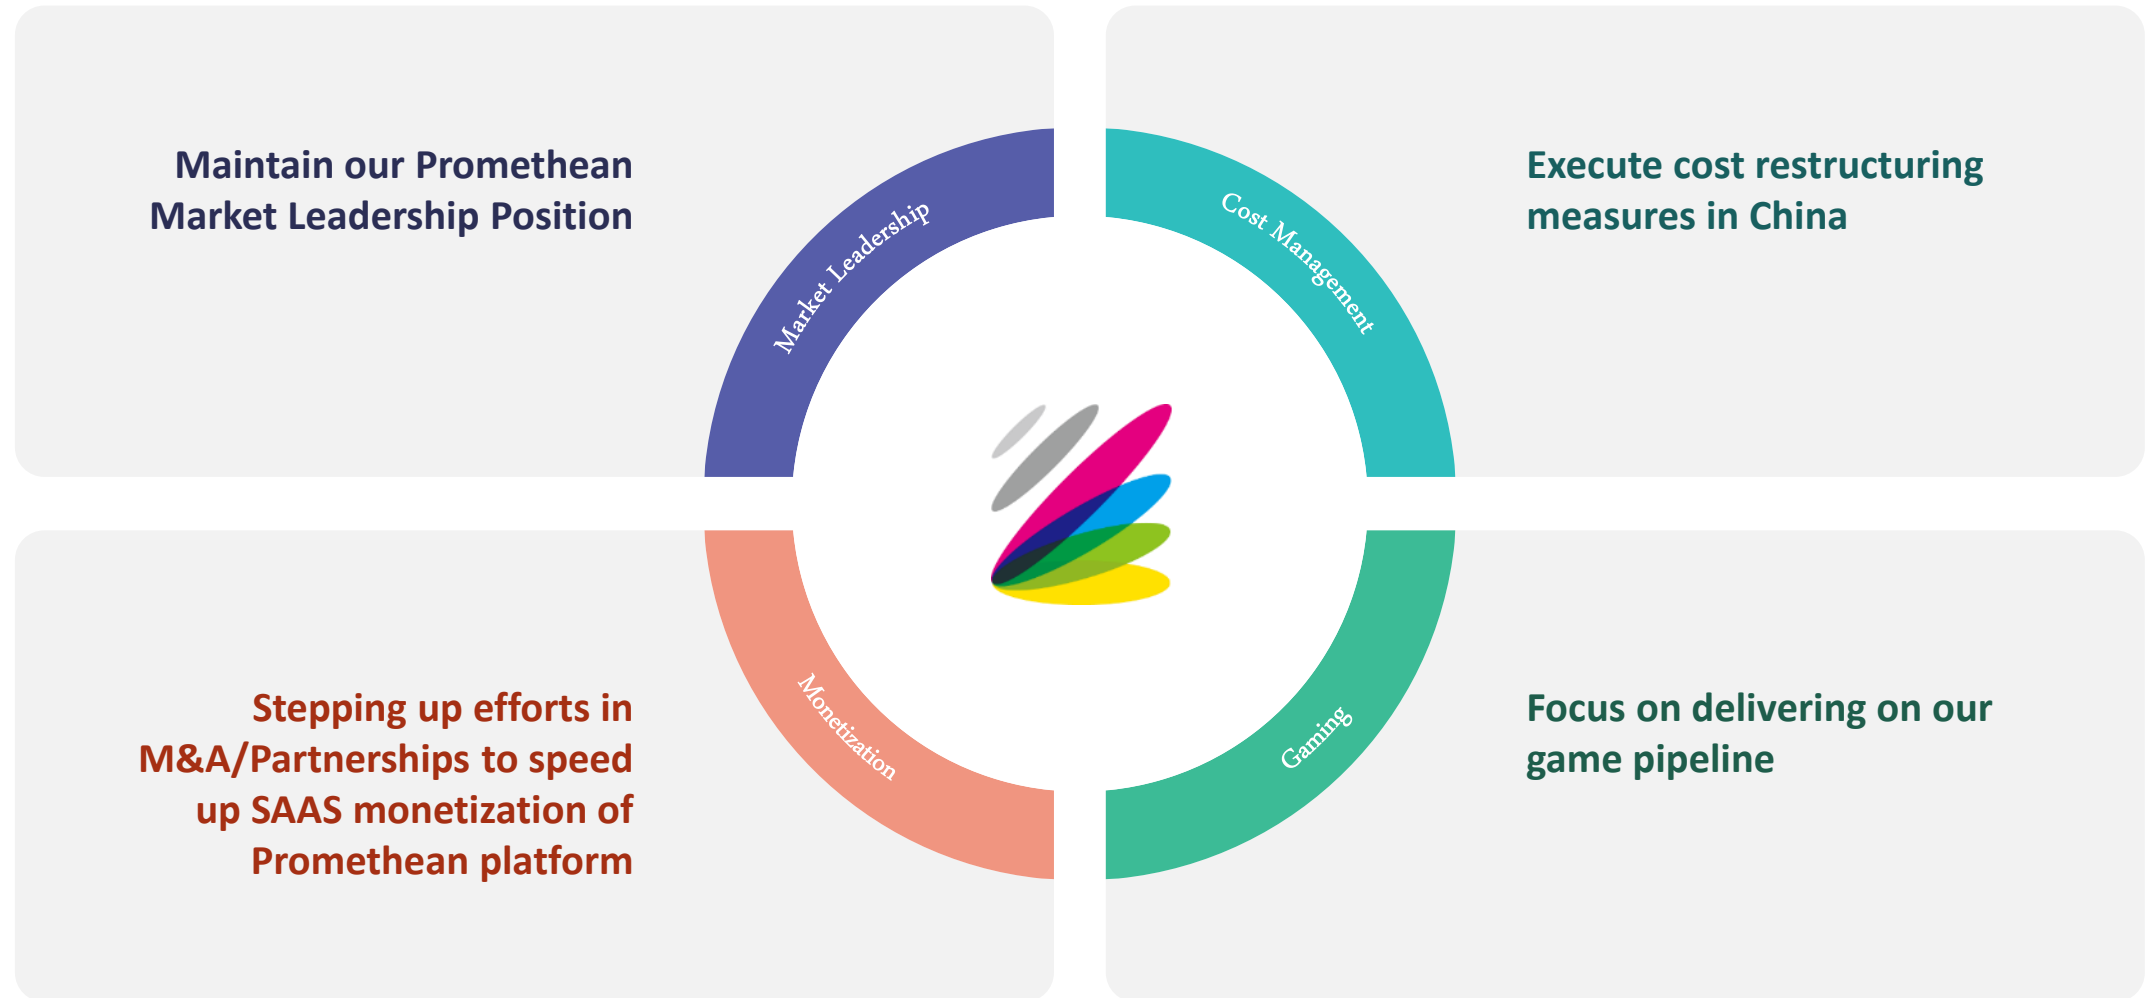 Maintain our Promethean
Market Leadership Position
Market Leadership
Execute cost restructuring
measures in China
Cost Management
Stepping up efforts in
M&A/Partnerships to speed
up SAAS monetization of
Promethean platform
Monetization
Focus on delivering on our
game pipeline
Gaming